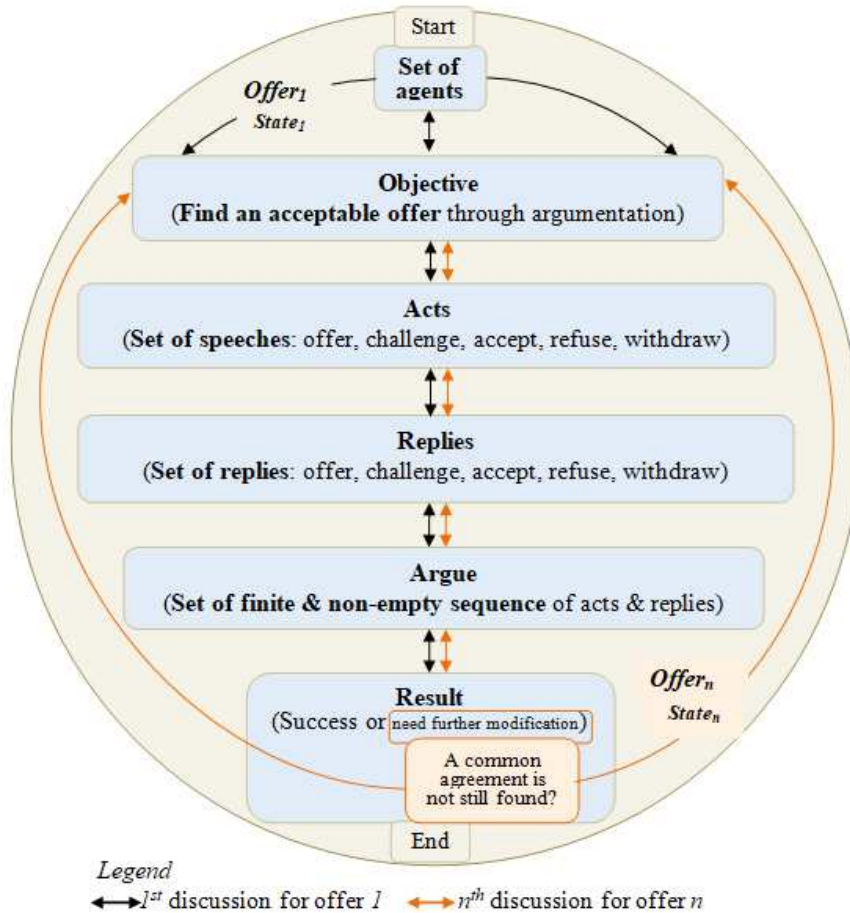 Start
Set of
agents
Offer₁
State₁
Objective
(Find an acceptable offer through argumentation)
Acts
(Set of speeches: offer, challenge, accept, refuse, withdraw)
Replies
(Set of replies: offer, challenge, accept, refuse, withdraw)
Argue
(Set of finite & non-empty sequence of acts & replies)
Offerₙ
Stateₙ
Result
(Success or need further modification)
A common
agreement is
not still found?
End
Legend
1st discussion for offer 1 nth discussion for offer n